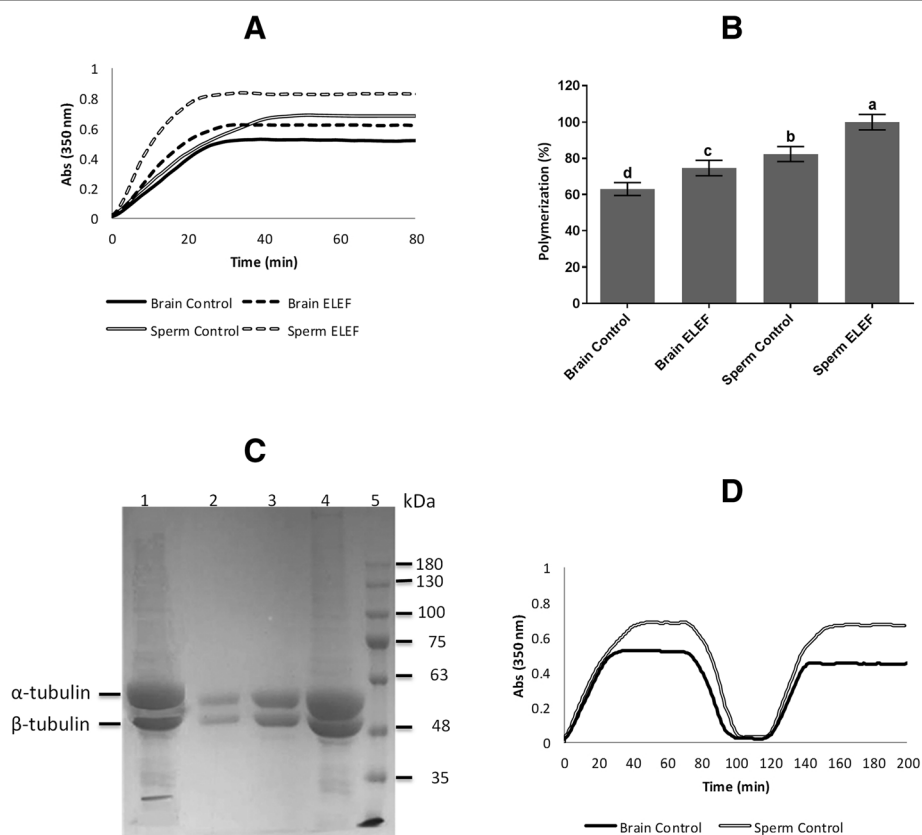 A
Abs (350 nm)
1
0.8
0.6
0.4
0.2
0
0 20 40 60 80
Time (min)
Brain Control Brain ELEF
Sperm Control Sperm ELEF
B
Polymerization (%)
120
100
80
60
40
20
0
d c b a
Brain Control
Brain ELEF
Sperm Control
Sperm ELEF
C
1 2 3 4 5 kDa
180
130
100
75
63
48
35
α-tubulin
β-tubulin
D
Abs (350 nm)
1
0.8
0.6
0.4
0.2
0
0 20 40 60 80 100 120 140 160 180 200
Time (min)
Brain Control Sperm Control